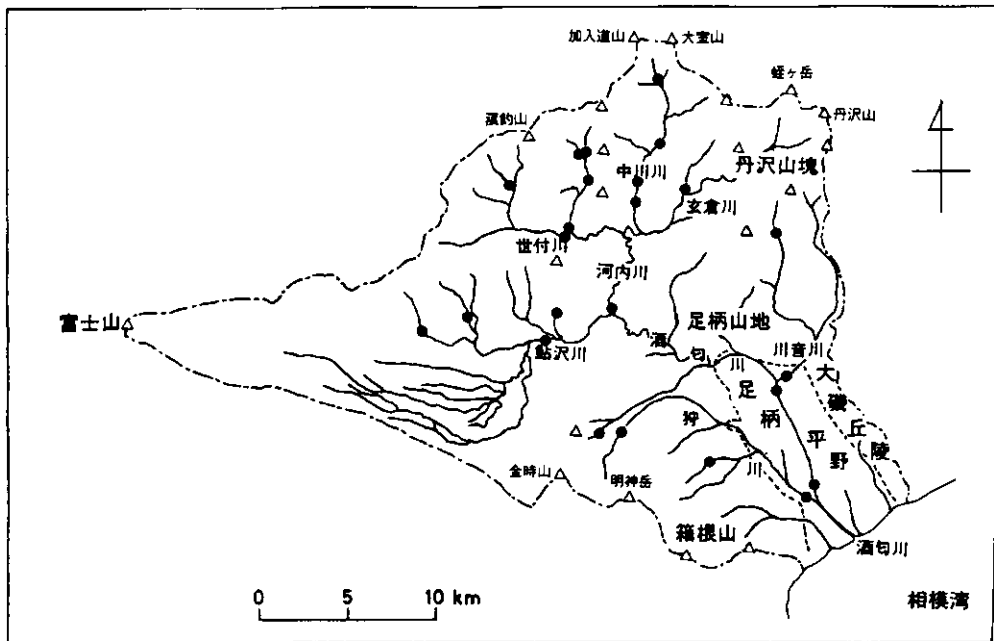 加入道山
大室山
蛭ヶ岳
丹沢山
菰釣山
中川川
丹沢山塊
玄倉川
世付川
河内川
富士山
足柄山地
鮎沢川
酒匂川
川音川
大磯丘陵
足柄平野
狩川
金時山
明神岳
箱根山
酒匂川
0 5 10 km
相模湾